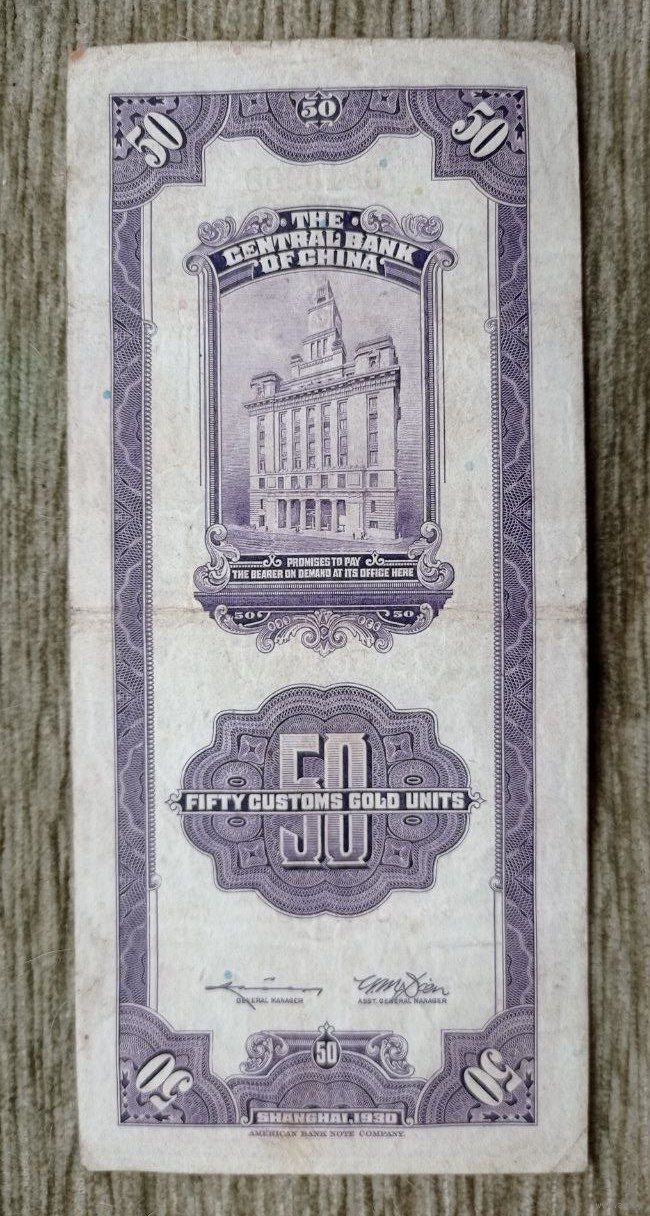 50 50 50
THE
CENTRAL BANK
OF CHINA
PROMISES TO PAY
THE BEARER ON DEMAND AT ITS OFFICE HERE
50 50
50
FIFTY CUSTOMS GOLD UNITS
GENERAL MANAGER ASST. GENERAL MANAGER
50 50 50
SHANGHAI, 1930
AMERICAN BANK NOTE COMPANY.